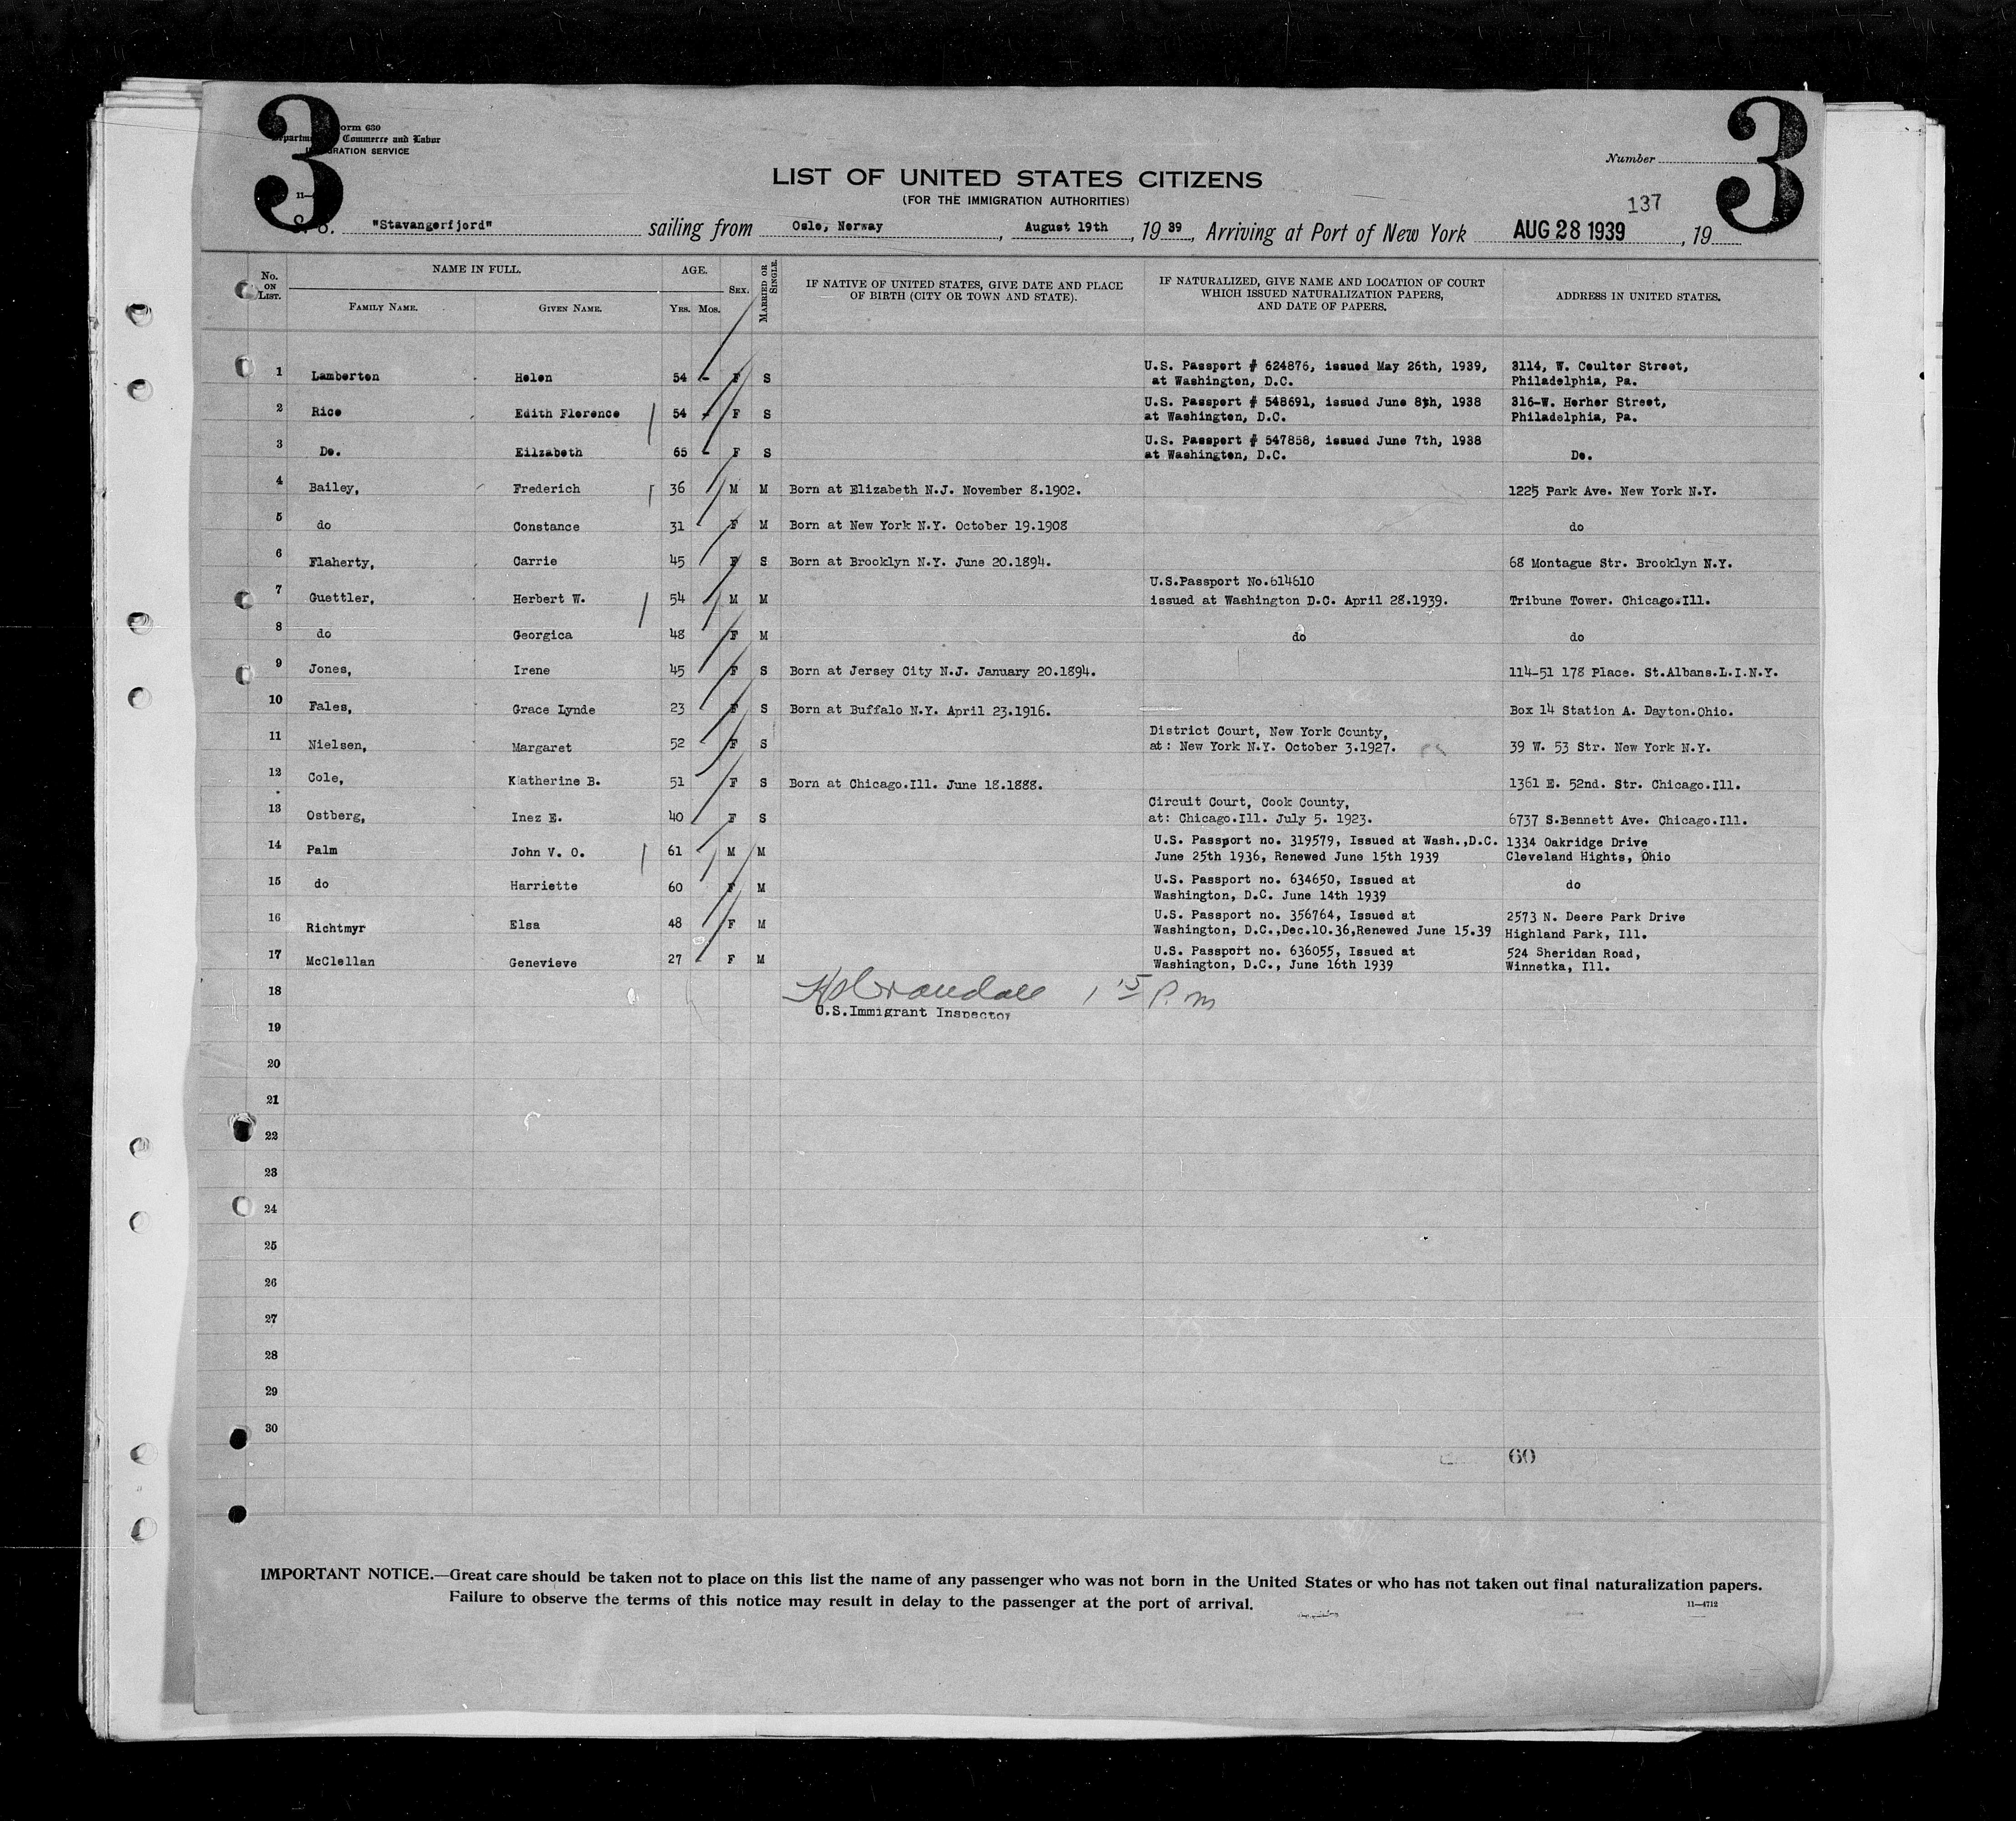 3
3
Form 630
Department Commerce and Labor
IMMIGRATION SERVICE
Number
LIST OF UNITED STATES CITIZENS
(FOR THE IMMIGRATION AUTHORITIES)
137
S. S. "Stavangerfjord" sailing from Oslo, Norway, August 19th, 1939, Arriving at Port of New York AUG 28 1939, 19
No. ON LIST. NAME IN FULL. AGE. SEX. MARRIED OR SINGLE. IF NATIVE OF UNITED STATES, GIVE DATE AND PLACE OF BIRTH (CITY OR TOWN AND STATE). IF NATURALIZED, GIVE NAME AND LOCATION OF COURT WHICH ISSUED NATURALIZATION PAPERS, AND DATE OF PAPERS. ADDRESS IN UNITED STATES.
FAMILY NAME. GIVEN NAME. YRS. MOS.
1 Lamberton Helen 54 - F S U.S. Passport # 624876, issued May 26th, 1939, at Washington, D.C. 3114, W. Coulter Street, Philadelphia, Pa.
2 Rice Edith Florence 54 - F S U.S. Passport # 548691, issued June 8th, 1938 at Washington, D.C. 316-W. Horher Street, Philadelphia, Pa.
3 Do. Eilzabeth 65 - F S U.S. Passport # 547858, issued June 7th, 1938 at Washington, D.C. Do.
4 Bailey, Frederich 36 M M Born at Elizabeth N.J. November 8.1902. 1225 Park Ave. New York N.Y.
5 do Constance 31 F M Born at New York N.Y. October 19.1908 do
6 Flaherty, Carrie 45 F S Born at Brooklyn N.Y. June 20.1894. 68 Montague Str. Brooklyn N.Y.
7 Guettler, Herbert W. 54 M M U.S.Passport No.614610 issued at Washington D.C. April 28.1939. Tribune Tower. Chicago.Ill.
8 do Georgica 48 F M do do
9 Jones, Irene 45 F S Born at Jersey City N.J. January 20.1894. 114-51 178 Place. St.Albans.L.I.N.Y.
10 Fales, Grace Lynde 23 F S Born at Buffalo N.Y. April 23.1916. Box 14 Station A. Dayton.Ohio.
11 Nielsen, Margaret 52 F S District Court, New York County, at: New York N.Y. October 3.1927. 39 W. 53 Str. New York N.Y.
12 Cole, Katherine B. 51 F S Born at Chicago.Ill. June 18.1888. 1361 E. 52nd. Str. Chicago.Ill.
13 Ostberg, Inez E. 40 F S Circuit Court, Cook County, at: Chicago.Ill. July 5. 1923. 6737 S.Bennett Ave. Chicago.Ill.
14 Palm John V. O. 61 M M U.S. Passport no. 319579, Issued at Wash.,D.C. June 25th 1936, Renewed June 15th 1939 1334 Oakridge Drive Cleveland Hights, Ohio
15 do Harriette 60 F M U.S. Passport no. 634650, Issued at Washington, D.C. June 14th 1939 do
16 Richtmyr Elsa 48 F M U.S. Passport no. 356764, Issued at Washington, D.C.,Dec.10.36,Renewed June 15.39 2573 N. Deere Park Drive Highland Park, Ill.
17 McClellan Genevieve 27 F M U.S. Passport no. 636055, Issued at Washington, D.C., June 16th 1939 524 Sheridan Road, Winnetka, Ill.
18 Crandall 1 15 P.m
U.S.Immigrant Inspector
19
20
21
22
23
24
25
26
27
28
29
30
60
IMPORTANT NOTICE.—Great care should be taken not to place on this list the name of any passenger who was not born in the United States or who has not taken out final naturalization papers.
Failure to observe the terms of this notice may result in delay to the passenger at the port of arrival.
11—4712